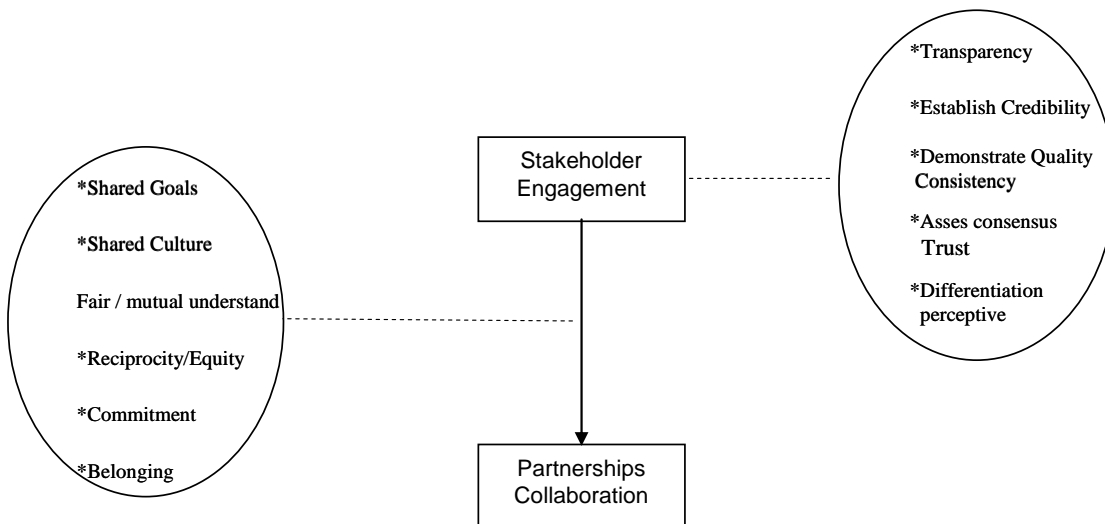 *Transparency
*Establish Credibility
*Demonstrate Quality
Consistency
*Asses consensus
Trust
*Differentiation
perceptive
Stakeholder
Engagement
*Shared Goals
*Shared Culture
Fair / mutual understand
*Reciprocity/Equity
*Commitment
*Belonging
Partnerships
Collaboration